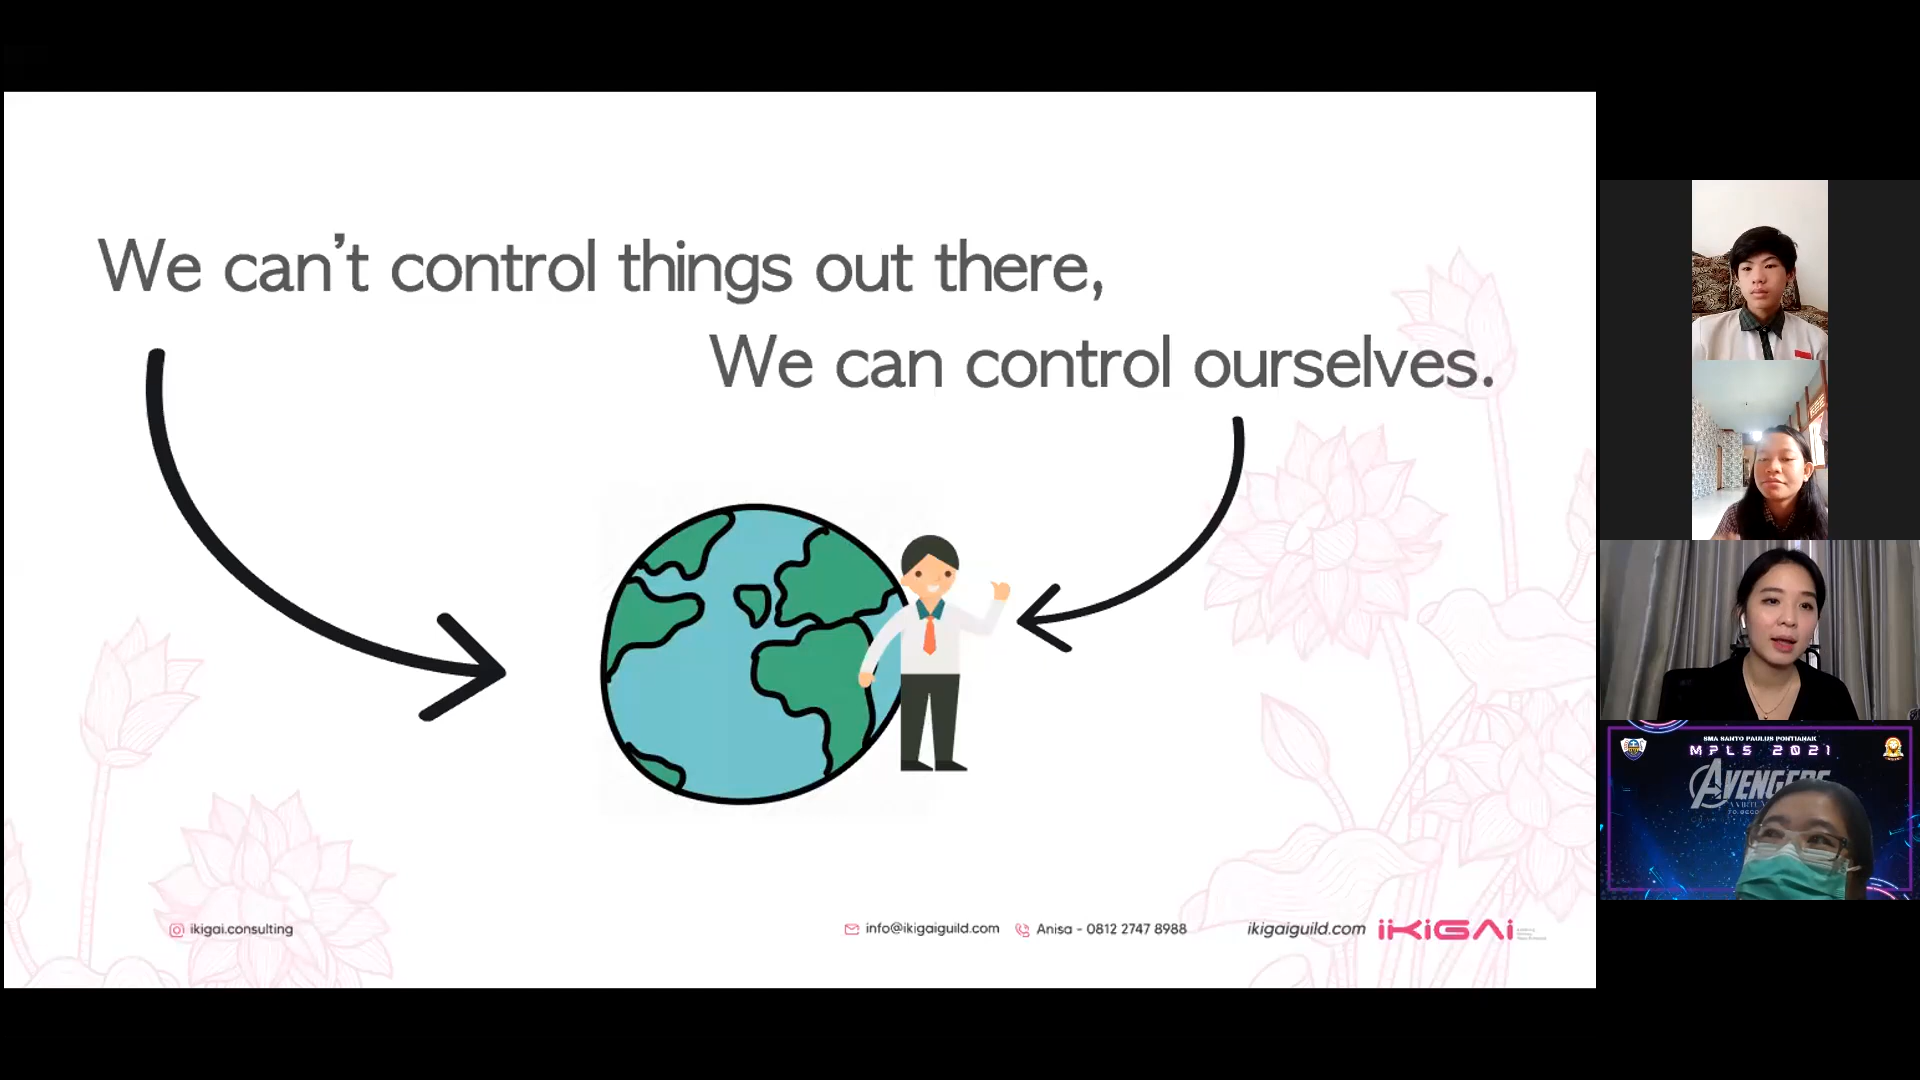 We can't control things out there,
We can control ourselves.
ikigai.consulting
info@ikigaiguild.com
Anisa - 0812 2747 8988
ikigaiguild.com
iKiGAi
SMA SANTO PAULUS PONTIANAK
MPLS 2021